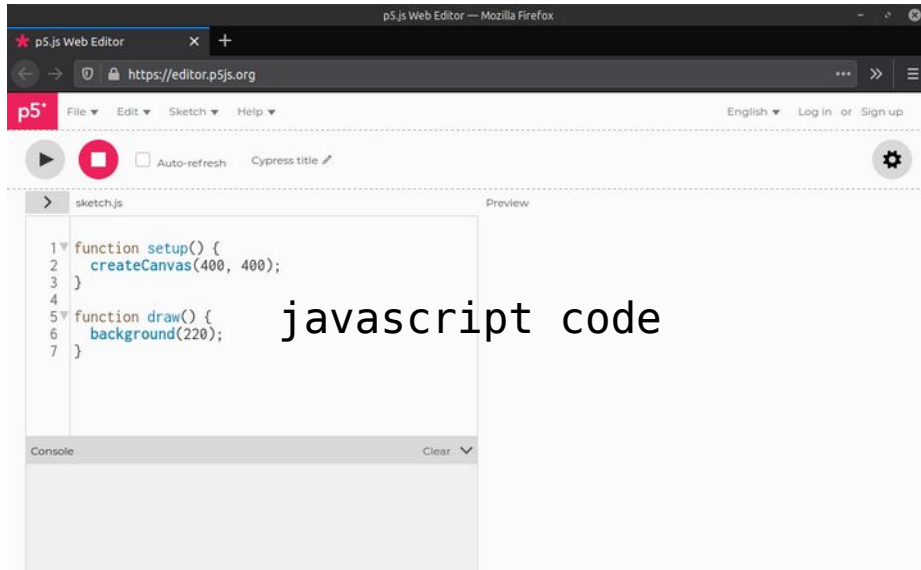 p5.js Web Editor — Mozilla Firefox
p5.js Web Editor
https://editor.p5js.org
p5* File Edit Sketch Help English Log in or Sign up
Auto-refresh Cypress title
sketch.js Preview
1 function setup() {
2 createCanvas(400, 400);
3 }
4
5 function draw() {
6 background(220);
7 }
javascript code
Console Clear